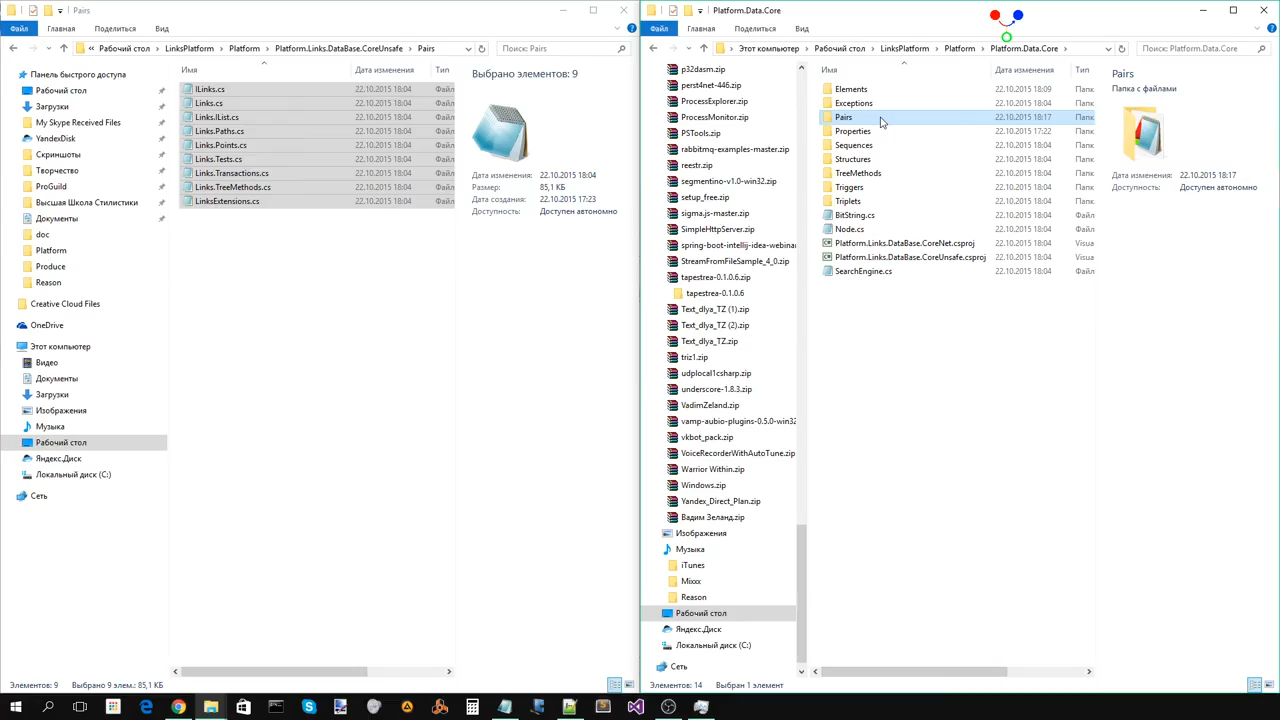 Pairs
Файл
Главная
Поделиться
Вид
« Рабочий стол › LinksPlatform › Platform › Platform.Links.DataBase.CoreUnsafe › Pairs
Поиск: Pairs
Панель быстрого доступа
Рабочий стол
Загрузки
My Skype Received Files
YandexDisk
Скриншоты
Творчество
ProGuild
Высшая Школа Стилистики
Документы
doc
Platform
Produce
Reason
Creative Cloud Files
OneDrive
Этот компьютер
Видео
Документы
Загрузки
Изображения
Музыка
Рабочий стол
Яндекс.Диск
Локальный диск (C:)
Сеть
Имя Дата изменения Тип
ILinks.cs 22.10.2015 18:04 Файл
Links.cs 22.10.2015 18:04 Файл
Links.IList.cs 22.10.2015 18:04 Файл
Links.Paths.cs 22.10.2015 18:04 Файл
Links.Points.cs 22.10.2015 18:04 Файл
Links.Tests.cs 22.10.2015 18:04 Файл
Links.Transactions.cs 22.10.2015 18:04 Файл
Links.TreeMethods.cs 22.10.2015 18:04 Файл
LinksExtensions.cs 22.10.2015 18:04 Файл
Выбрано элементов: 9
Дата изменения: 22.10.2015 18:04
Размер: 85,1 КБ
Дата создания: 22.10.2015 17:23
Доступность: Доступен автономно
Элементов: 9 Выбрано 9 элем.: 85,1 КБ
Platform.Data.Core
Файл
Главная
Поделиться
Вид
Этот компьютер › Рабочий стол › LinksPlatform › Platform › Platform.Data.Core ›
Поиск: Platform.Data.Core
p32dasm.zip
perst4net-446.zip
ProcessExplorer.zip
ProcessMonitor.zip
PSTools.zip
rabbitmq-examples-master.zip
reestr.zip
segmentino-v1.0-win32.zip
setup_free.zip
sigma.js-master.zip
SimpleHttpServer.zip
spring-boot-intellij-idea-webinar
StreamFromFileSample_4_0.zip
tapestrea-0.1.0.6.zip
tapestrea-0.1.0.6
Text_dlya_TZ (1).zip
Text_dlya_TZ (2).zip
Text_dlya_TZ.zip
triz1.zip
udplocal1csharp.zip
underscore-1.8.3.zip
VadimZeland.zip
vamp-aubio-plugins-0.5.0-win32
vkbot_pack.zip
VoiceRecorderWithAutoTune.zip
Warrior Within.zip
Windows.zip
Yandex_Direct_Plan.zip
Вадим Зеланд.zip
Изображения
Музыка
iTunes
Mixxx
Reason
Рабочий стол
Яндекс.Диск
Локальный диск (C:)
Сеть
Имя Дата изменения Тип
Elements 22.10.2015 18:09 Папк
Exceptions 22.10.2015 18:04 Папк
Pairs 22.10.2015 18:17 Папк
Properties 22.10.2015 17:22 Папк
Sequences 22.10.2015 18:04 Папк
Structures 22.10.2015 18:04 Папк
TreeMethods 22.10.2015 18:04 Папк
Triggers 22.10.2015 18:04 Папк
Triplets 22.10.2015 18:04 Папк
BitString.cs 22.10.2015 18:04 Файл
Node.cs 22.10.2015 18:04 Файл
Platform.Links.DataBase.CoreNet.csproj 22.10.2015 18:04 Visua
Platform.Links.DataBase.CoreUnsafe.csproj 22.10.2015 18:04 Visua
SearchEngine.cs 22.10.2015 18:04 Файл
Pairs
Папка с файлами
Дата изменения: 22.10.2015 18:17
Доступность: Доступен автономно
Элементов: 14 Выбран 1 элемент